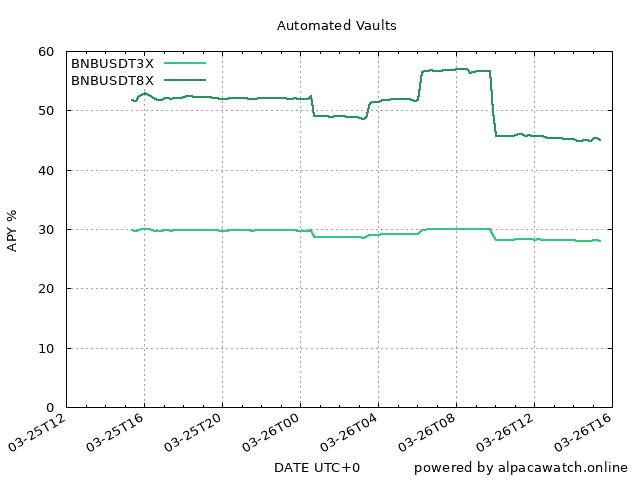 Automated Vaults
BNBUSDT3X
BNBUSDT8X
60
50
40
30
20
10
0
APY %
03-25T12
03-25T16
03-25T20
03-26T00
03-26T04
03-26T08
03-26T12
03-26T16
DATE UTC+0
powered by alpacawatch.online